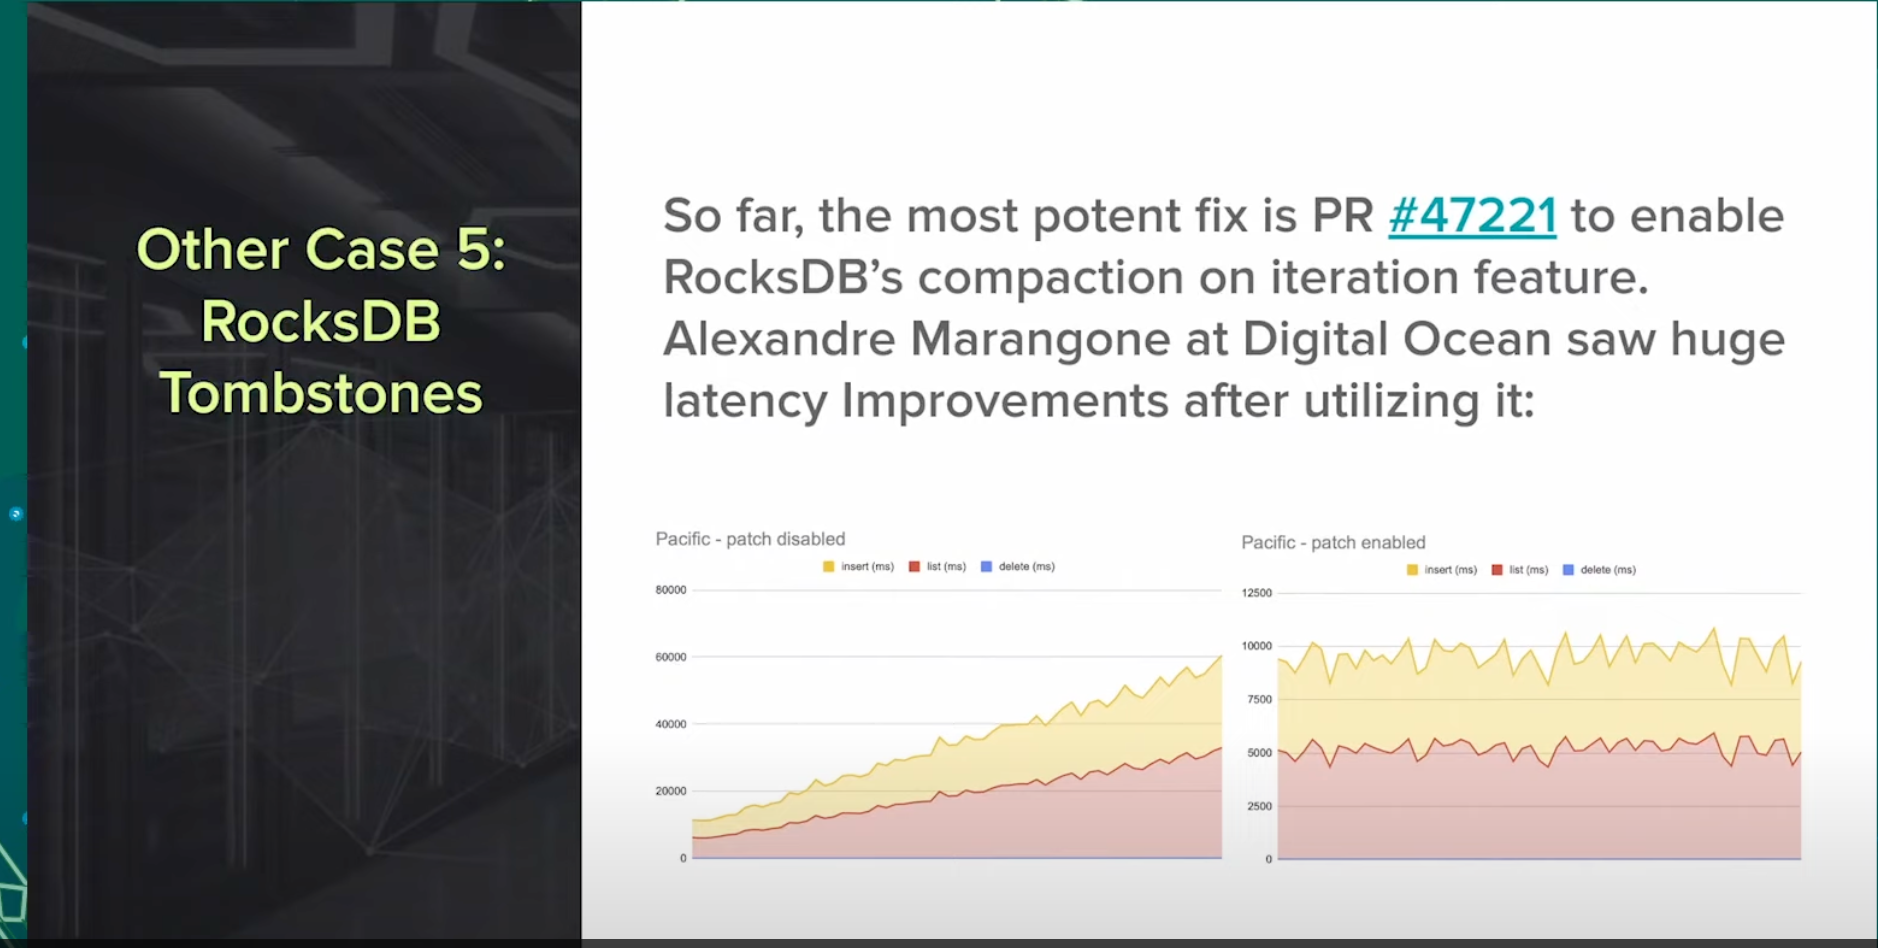 Other Case 5:
RocksDB
Tombstones
So far, the most potent fix is PR #47221 to enable
RocksDB’s compaction on iteration feature.
Alexandre Marangone at Digital Ocean saw huge
latency Improvements after utilizing it:
Pacific - patch disabled
insert (ms) list (ms) delete (ms)
80000
60000
40000
20000
0
Pacific - patch enabled
insert (ms) list (ms) delete (ms)
12500
10000
7500
5000
2500
0